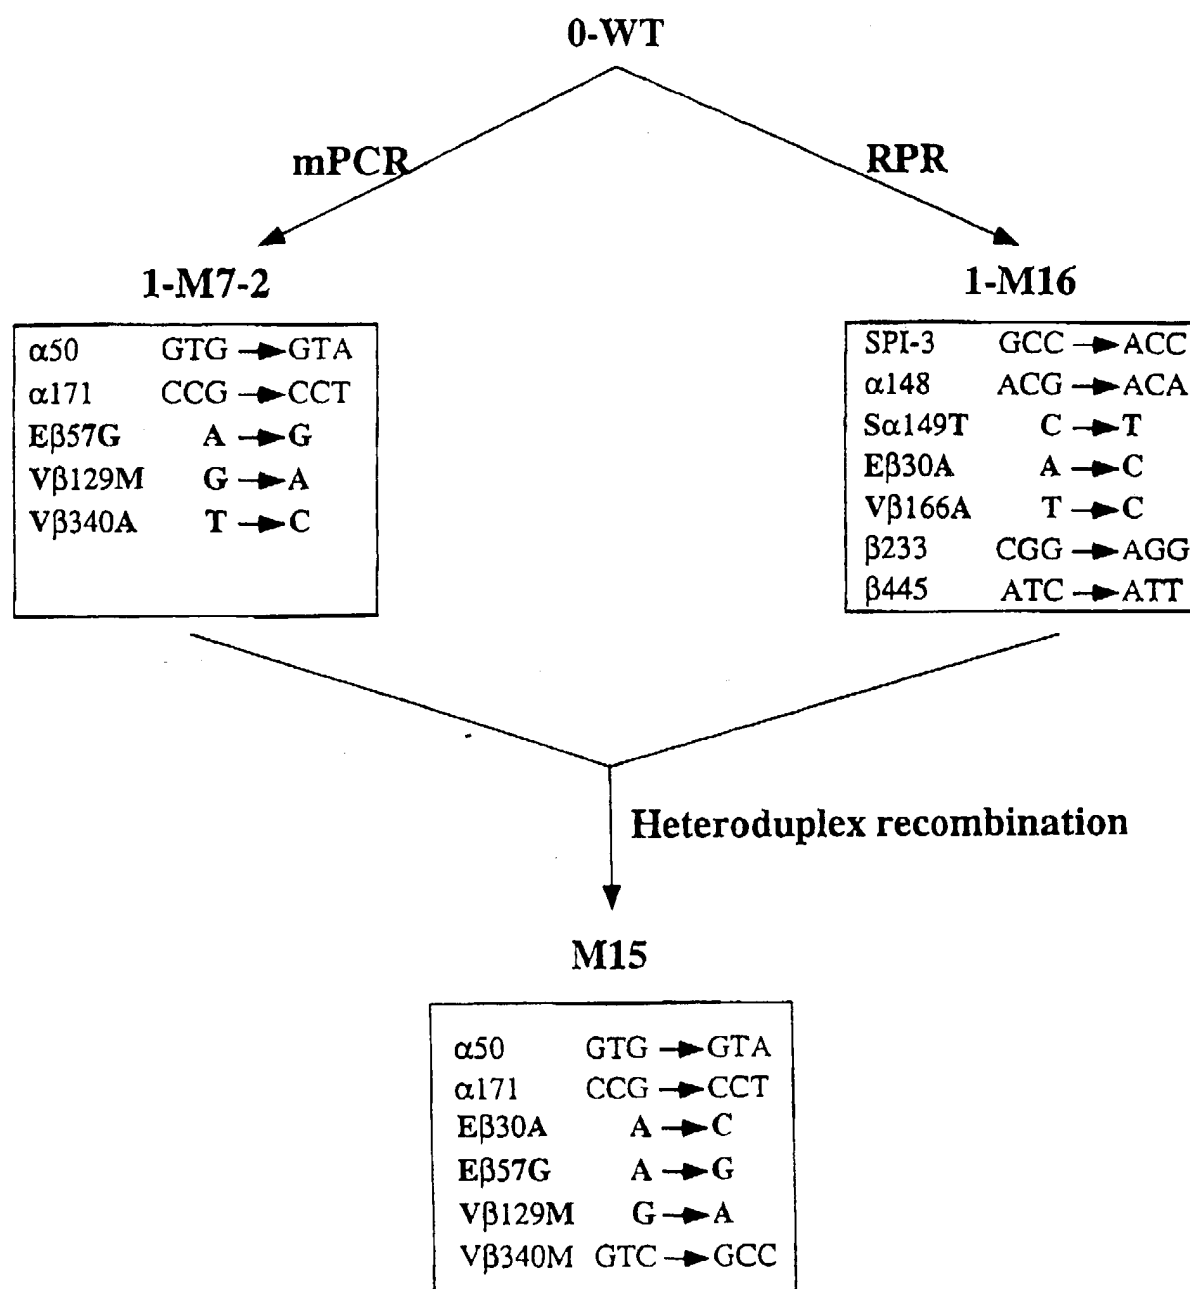 0-WT
mPCR
RPR
1-M7-2
α50 GTG → GTA
α171 CCG → CCT
Eβ57G A → G
Vβ129M G → A
Vβ340A T → C
1-M16
SPI-3 GCC → ACC
α148 ACG → ACA
Sα149T C → T
Eβ30A A → C
Vβ166A T → C
β233 CGG → AGG
β445 ATC → ATT
Heteroduplex recombination
M15
α50 GTG → GTA
α171 CCG → CCT
Eβ30A A → C
Eβ57G A → G
Vβ129M G → A
Vβ340M GTC → GCC